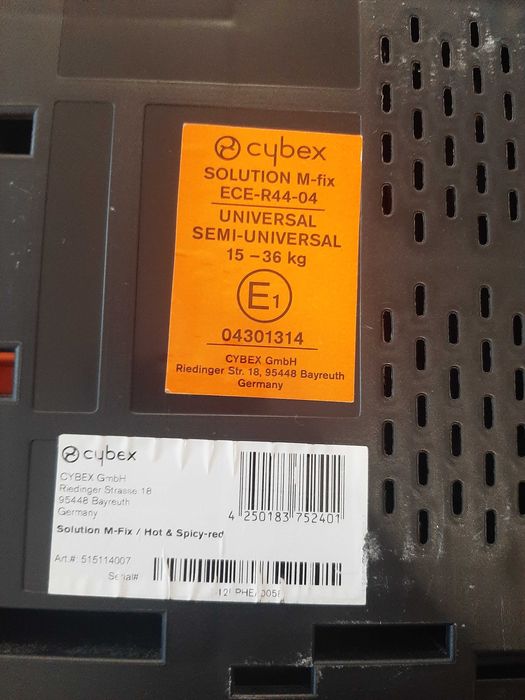 cybex
SOLUTION M-fix
ECE-R44-04
UNIVERSAL
SEMI-UNIVERSAL
15 – 36 kg
E1
04301314
CYBEX GmbH
Riedinger Str. 18, 95448 Bayreuth
Germany
cybex
CYBEX GmbH
Riedinger Strasse 18
95448 Bayreuth
Germany
4 250183 752401
Solution M-Fix / Hot & Spicy-red
Art.#: 515114007
Serial#